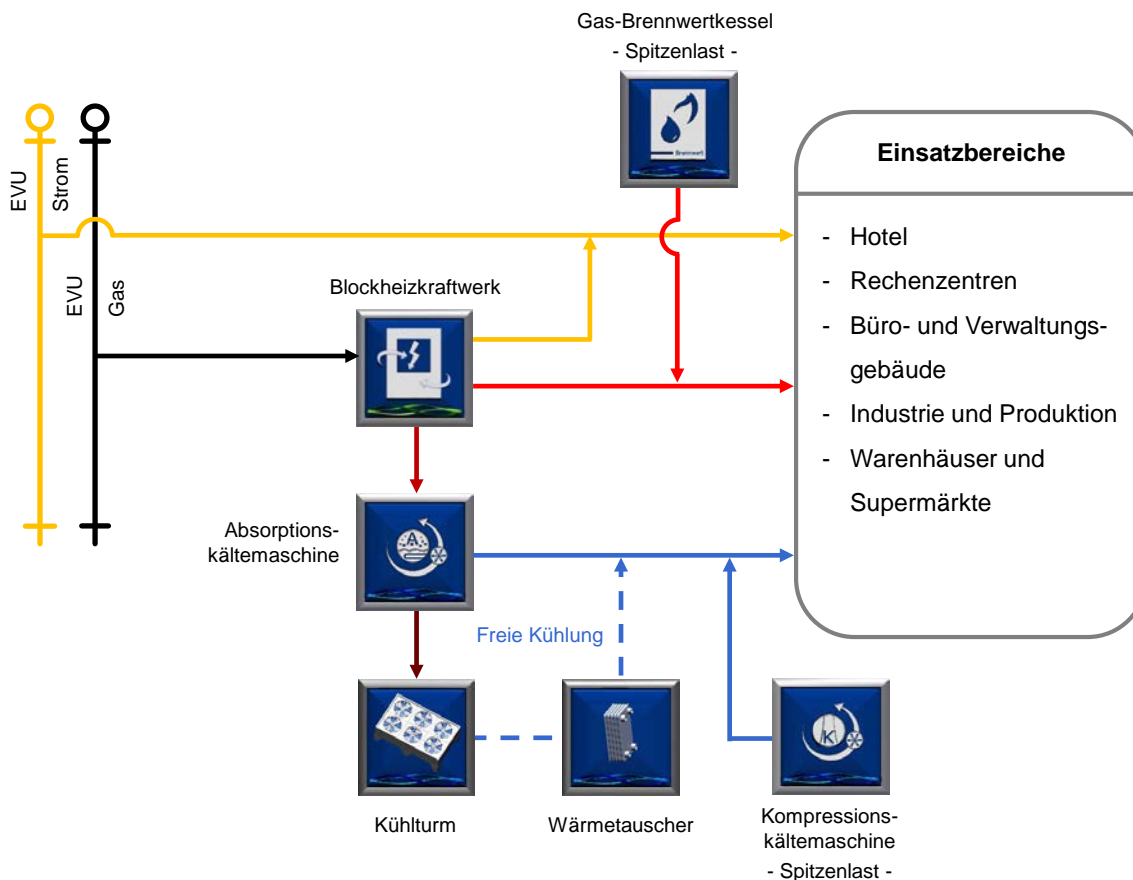 Gas-Brennwertkessel
- Spitzenlast -
EVU
Strom
EVU
Gas
Brennwert
Einsatzbereiche
- Hotel
- Rechenzentren
- Büro- und Verwaltungs-
gebäude
- Industrie und Produktion
- Warenhäuser und
Supermärkte
Blockheizkraftwerk
Absorptions-
kältemaschine
A
Freie Kühlung
K
Kühlturm
Wärmetauscher
Kompressions-
kältemaschine
- Spitzenlast -